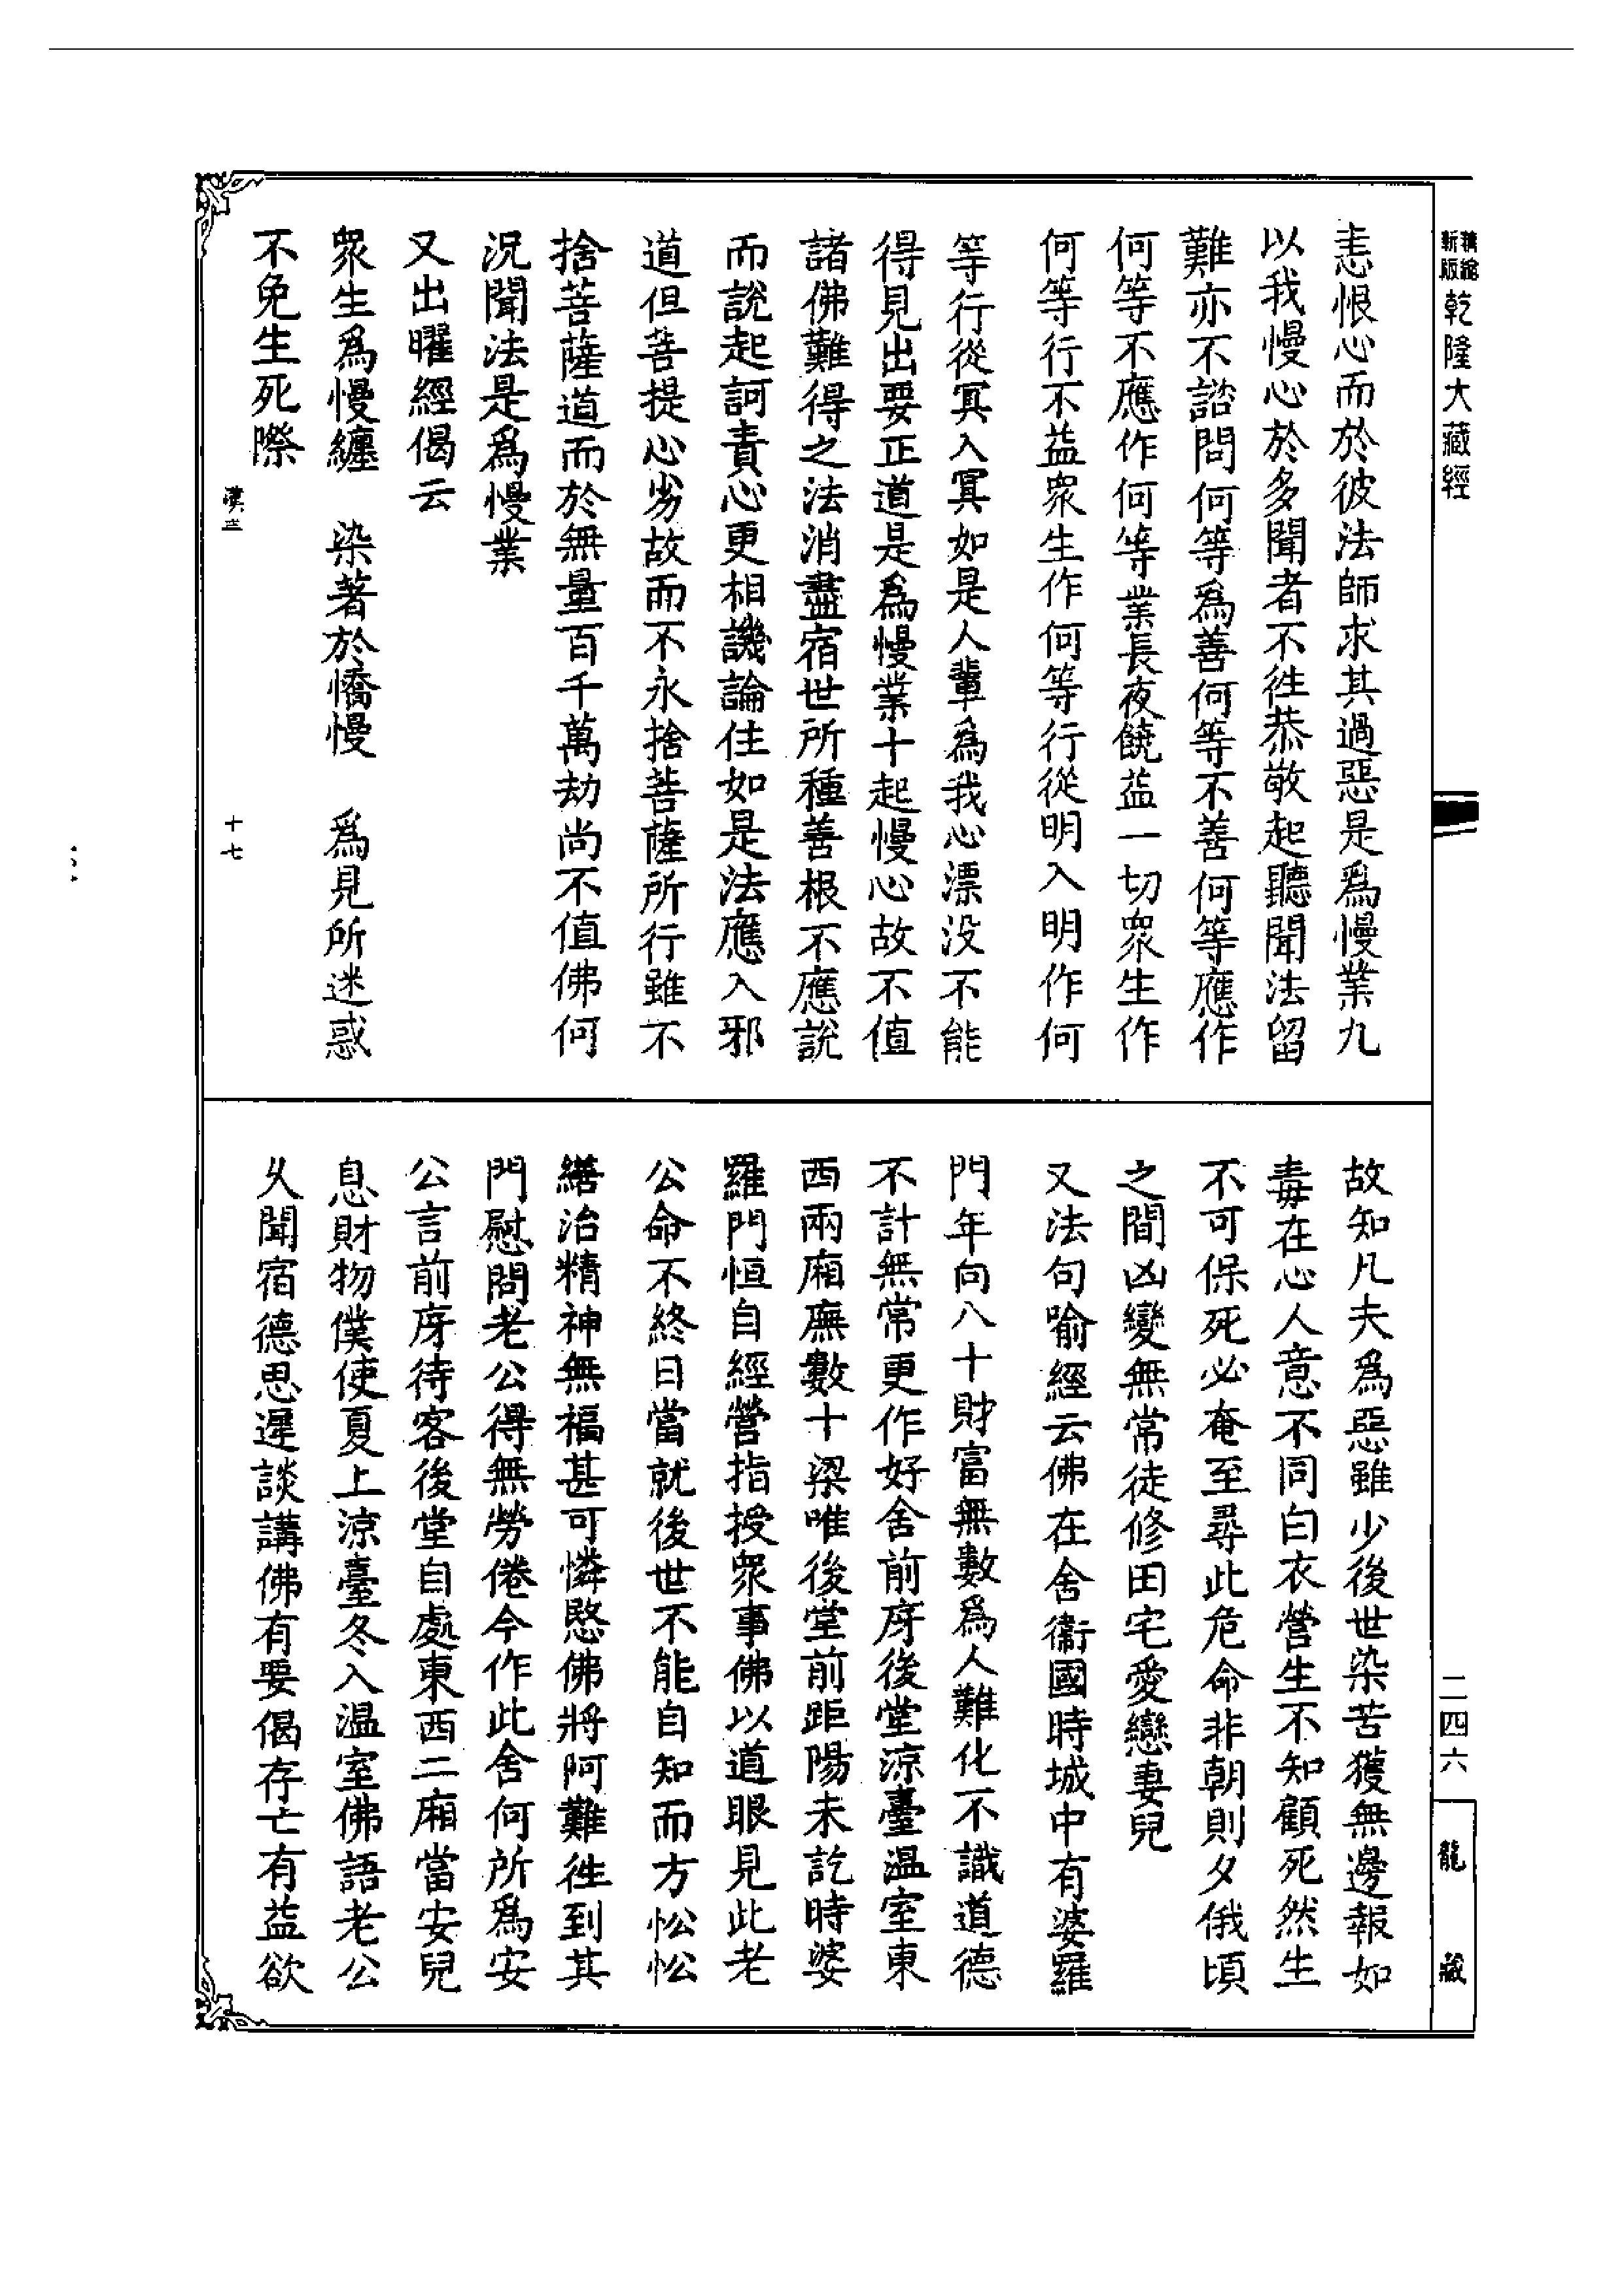 精縮新版乾隆大藏經
恚恨心而於彼法師求其過惡是爲慢業九
以我慢心於多聞者不徃恭敬起聽聞法留
難亦不諮問何等爲善何等不善何等應作
何等不應作何等業長夜饒益一切衆生作
何等行不益衆生作何等行從明入明作何
等行從冥入冥如是人輩爲我心漂没不能
得見出要正道是爲慢業十起慢心故不值
諸佛難得之法消盡宿世所種善根不應說
而說起訶責心更相譏論住如是法應入邪
道但菩提心劣故而不永捨菩薩所行雖不
捨菩薩道而於無量百千萬劫尚不值佛何
況聞法是爲慢業
又出曜經偈云
衆生爲慢纏　染著於憍慢　爲見所迷惑
不免生死際
十七
故知凡夫爲惡雖少後世染苦獲無邊報如
毒在心人意不同白衣營生不知顧死然生
不可保死必奄至尋此危命非朝則夕俄頃
之間凶變無常徒修田宅愛戀妻兒
又法句喻經云佛在舍衞國時城中有婆羅
門年向八十財富無數爲人難化不識道德
不計無常更作好舍前庌後堂涼臺温室東
西兩廂廡數十梁唯後堂前距陽未訖時婆
羅門恒自經營指授衆事佛以道眼見此老
公命不終日當就後世不能自知而方忪忪
繕治精神無福甚可憐愍佛將阿難徃到其
門慰問老公得無勞倦今作此舍何所爲安
公言前庌待客後堂自處東西二廂當安兒
息財物僕使夏上涼臺冬入温室佛語老公
乆聞宿德思遲談講佛有要偈存亡有益欲
二四六
龍藏